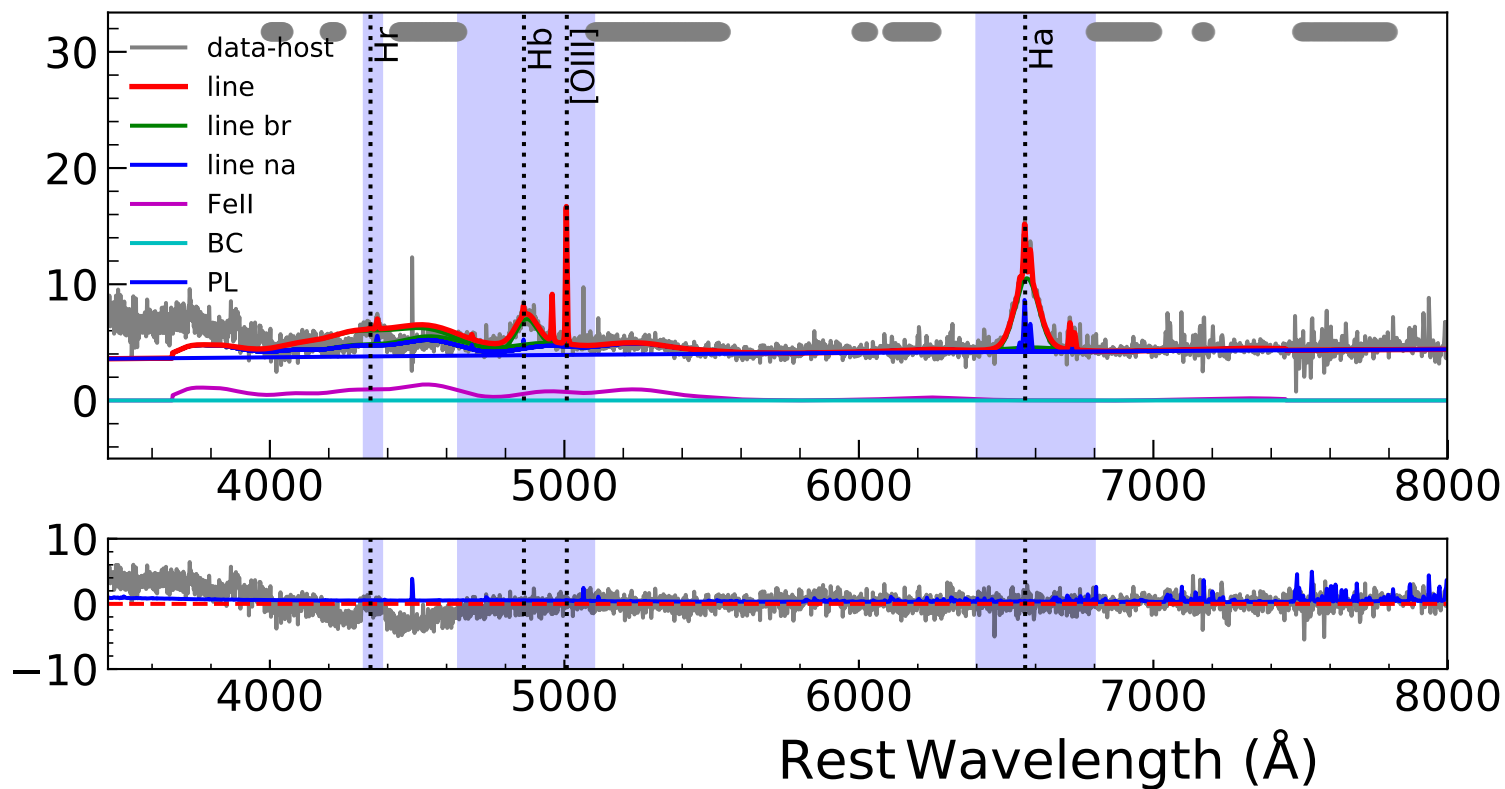 30
20
10
0
data-host
line
line br
line na
FeII
BC
PL
Hr
Hb
[OIII]
Ha
4000 5000 6000 7000 8000
10
0
−10
4000 5000 6000 7000 8000
Rest Wavelength (Å)